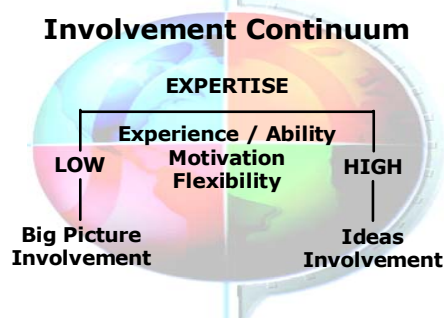 Involvement Continuum
EXPERTISE
Experience / Ability
Motivation
Flexibility
LOW
HIGH
Big Picture
Involvement
Ideas
Involvement